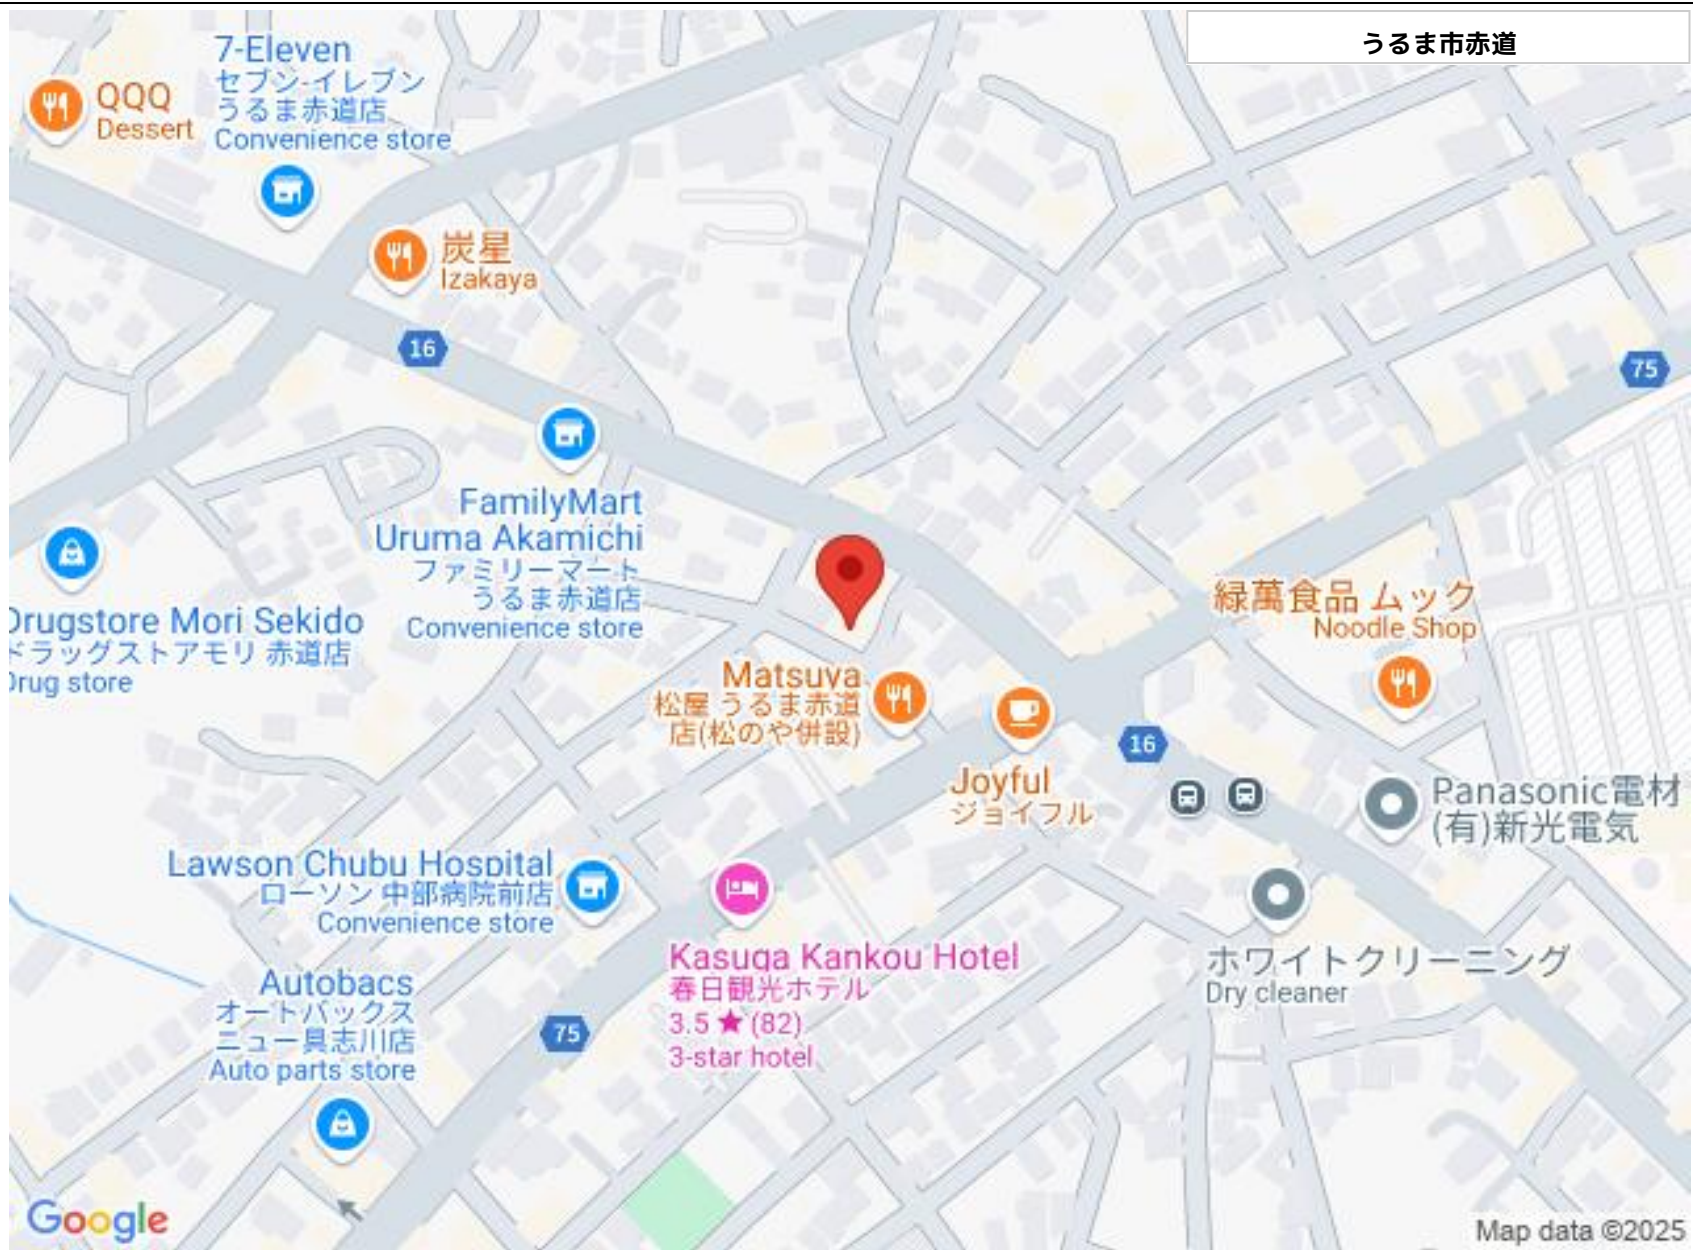 うるま市赤道
7-Eleven
セブン-イレブン
うるま赤道店
Convenience store
QQQ
Dessert
炭星
Izakaya
16
75
FamilyMart
Uruma Akamichi
ファミリーマート
うるま赤道店
Convenience store
Drugstore Mori Sekido
ドラッグストアモリ 赤道店
Drug store
緑萬食品 ムック
Noodle Shop
Matsuya
松屋 うるま赤道
店(松のや併設)
Joyful
ジョイフル
16
Panasonic電材
(有)新光電気
Lawson Chubu Hospital
ローソン 中部病院前店
Convenience store
Kasuga Kankou Hotel
春日観光ホテル
3.5 ★ (82)
3-star hotel
ホワイトクリーニング
Dry cleaner
Autobacs
オートバックス
ニュー具志川店
Auto parts store
75
Google
Map data ©2025